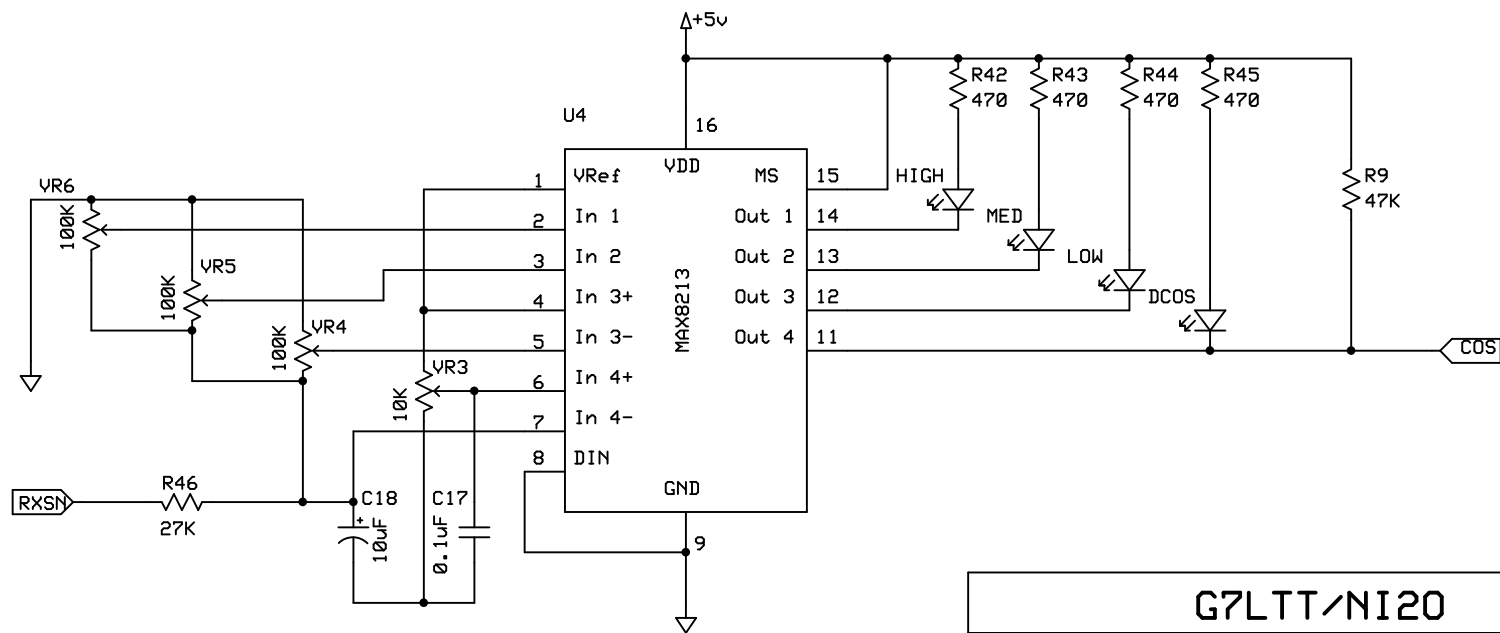 +5v
R42
470
R43
470
R44
470
R45
470
U4
16
VDD
VR6
100K
1
VRef
MS
15
HIGH
R9
47K
2
In 1
Out 1
14
MED
VR5
100K
3
In 2
Out 2
13
LOW
4
In 3+
MAX8213
Out 3
12
DCOS
VR4
100K
5
In 3-
Out 4
11
COS
VR3
10K
6
In 4+
7
In 4-
8
DIN
RXSN
R46
27K
C18
10uF
+
C17
0.1uF
GND
9
G7LTT/NI2O